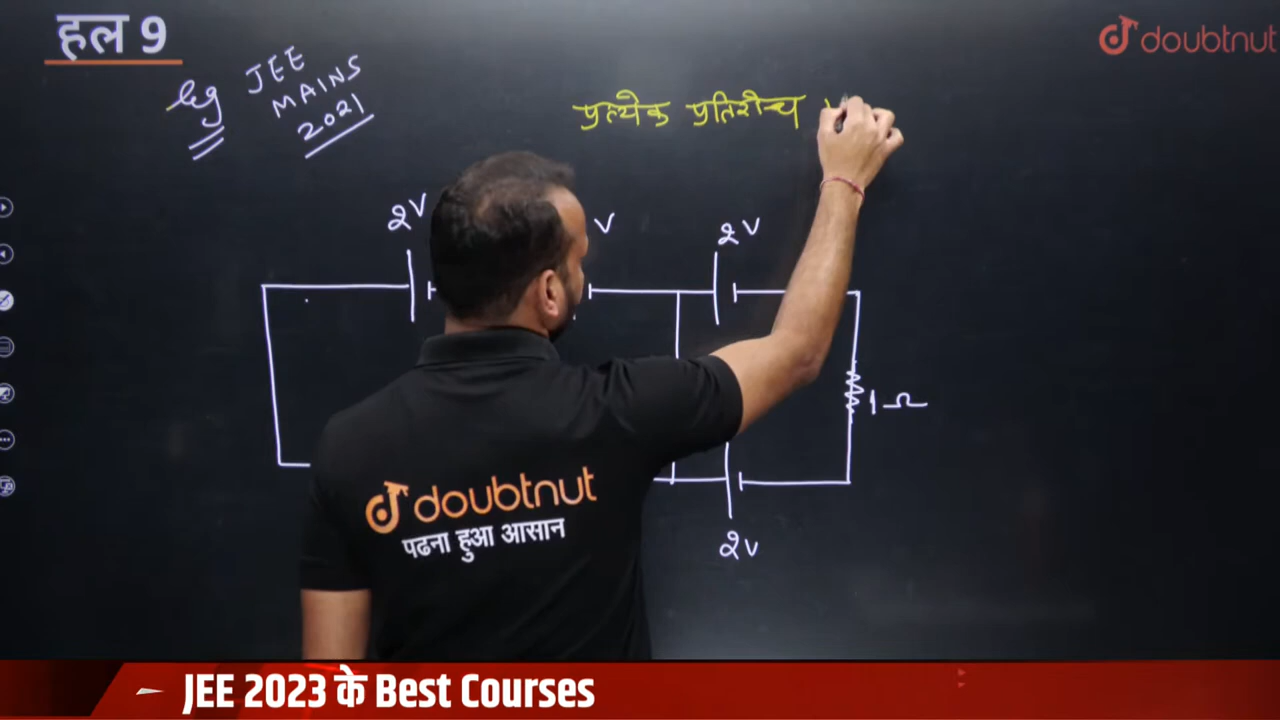 हल 9
doubtnut
Eg JEE
MAINS
2021
प्रत्येक प्रतिरोध
2V
V
2V
1Ω
2V
doubtnut
पढना हुआ आसान
JEE 2023 के Best Courses